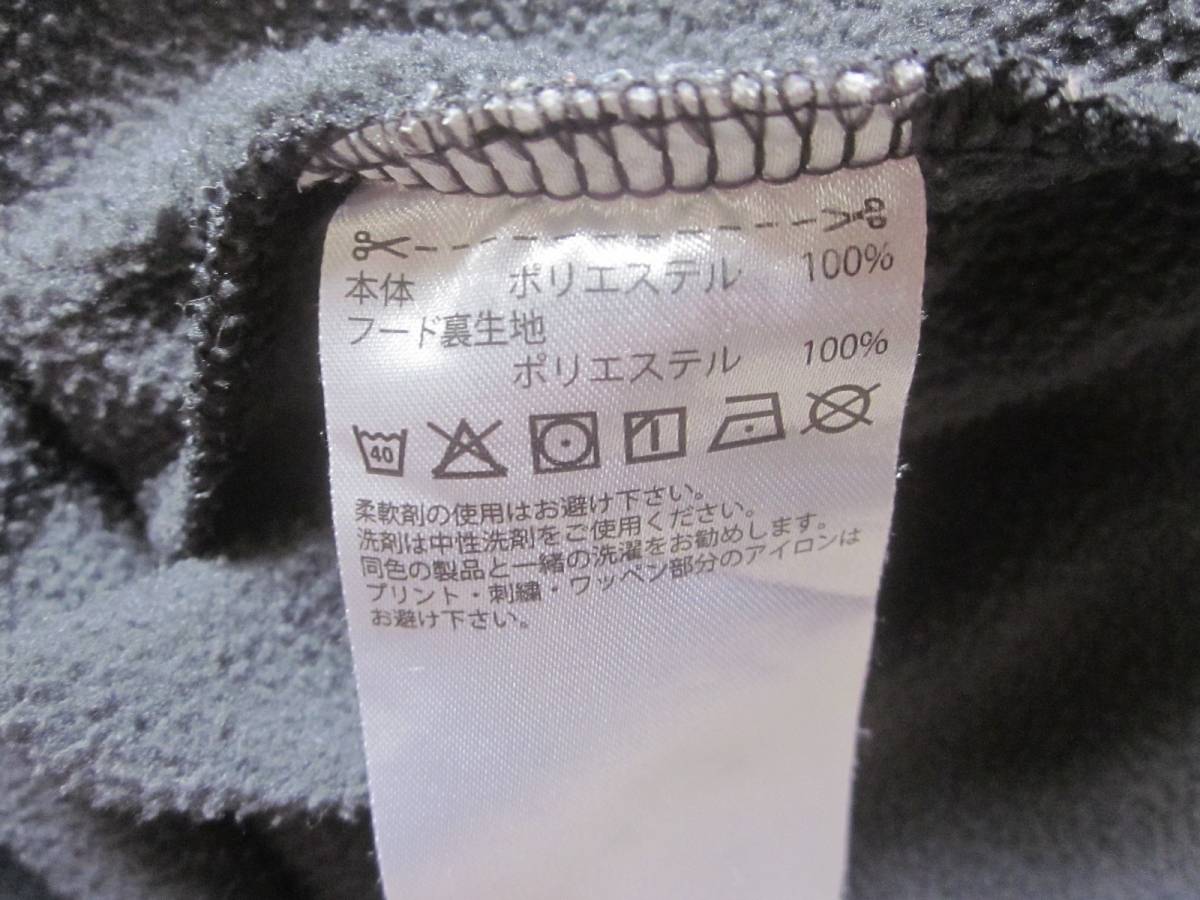 本体 ポリエステル 100%
フード裏生地
ポリエステル 100%
40
柔軟剤の使用はお避け下さい。
洗剤は中性洗剤をご使用ください。
同色の製品と一緒の洗濯をお勧めします。
プリント・刺繍・ワッペン部分のアイロンは
お避け下さい。